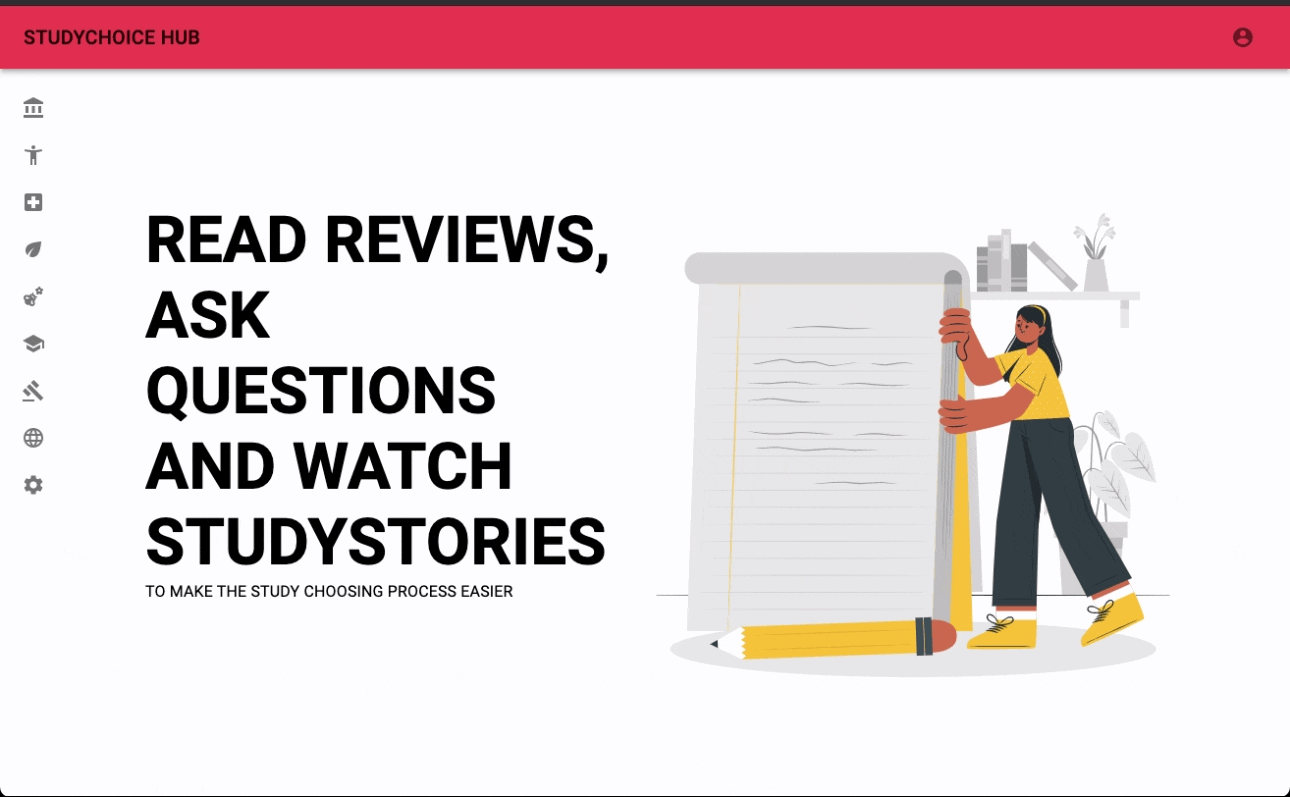 STUDYCHOICE HUB
READ REVIEWS,
ASK
QUESTIONS
AND WATCH
STUDYSTORIES
TO MAKE THE STUDY CHOOSING PROCESS EASIER